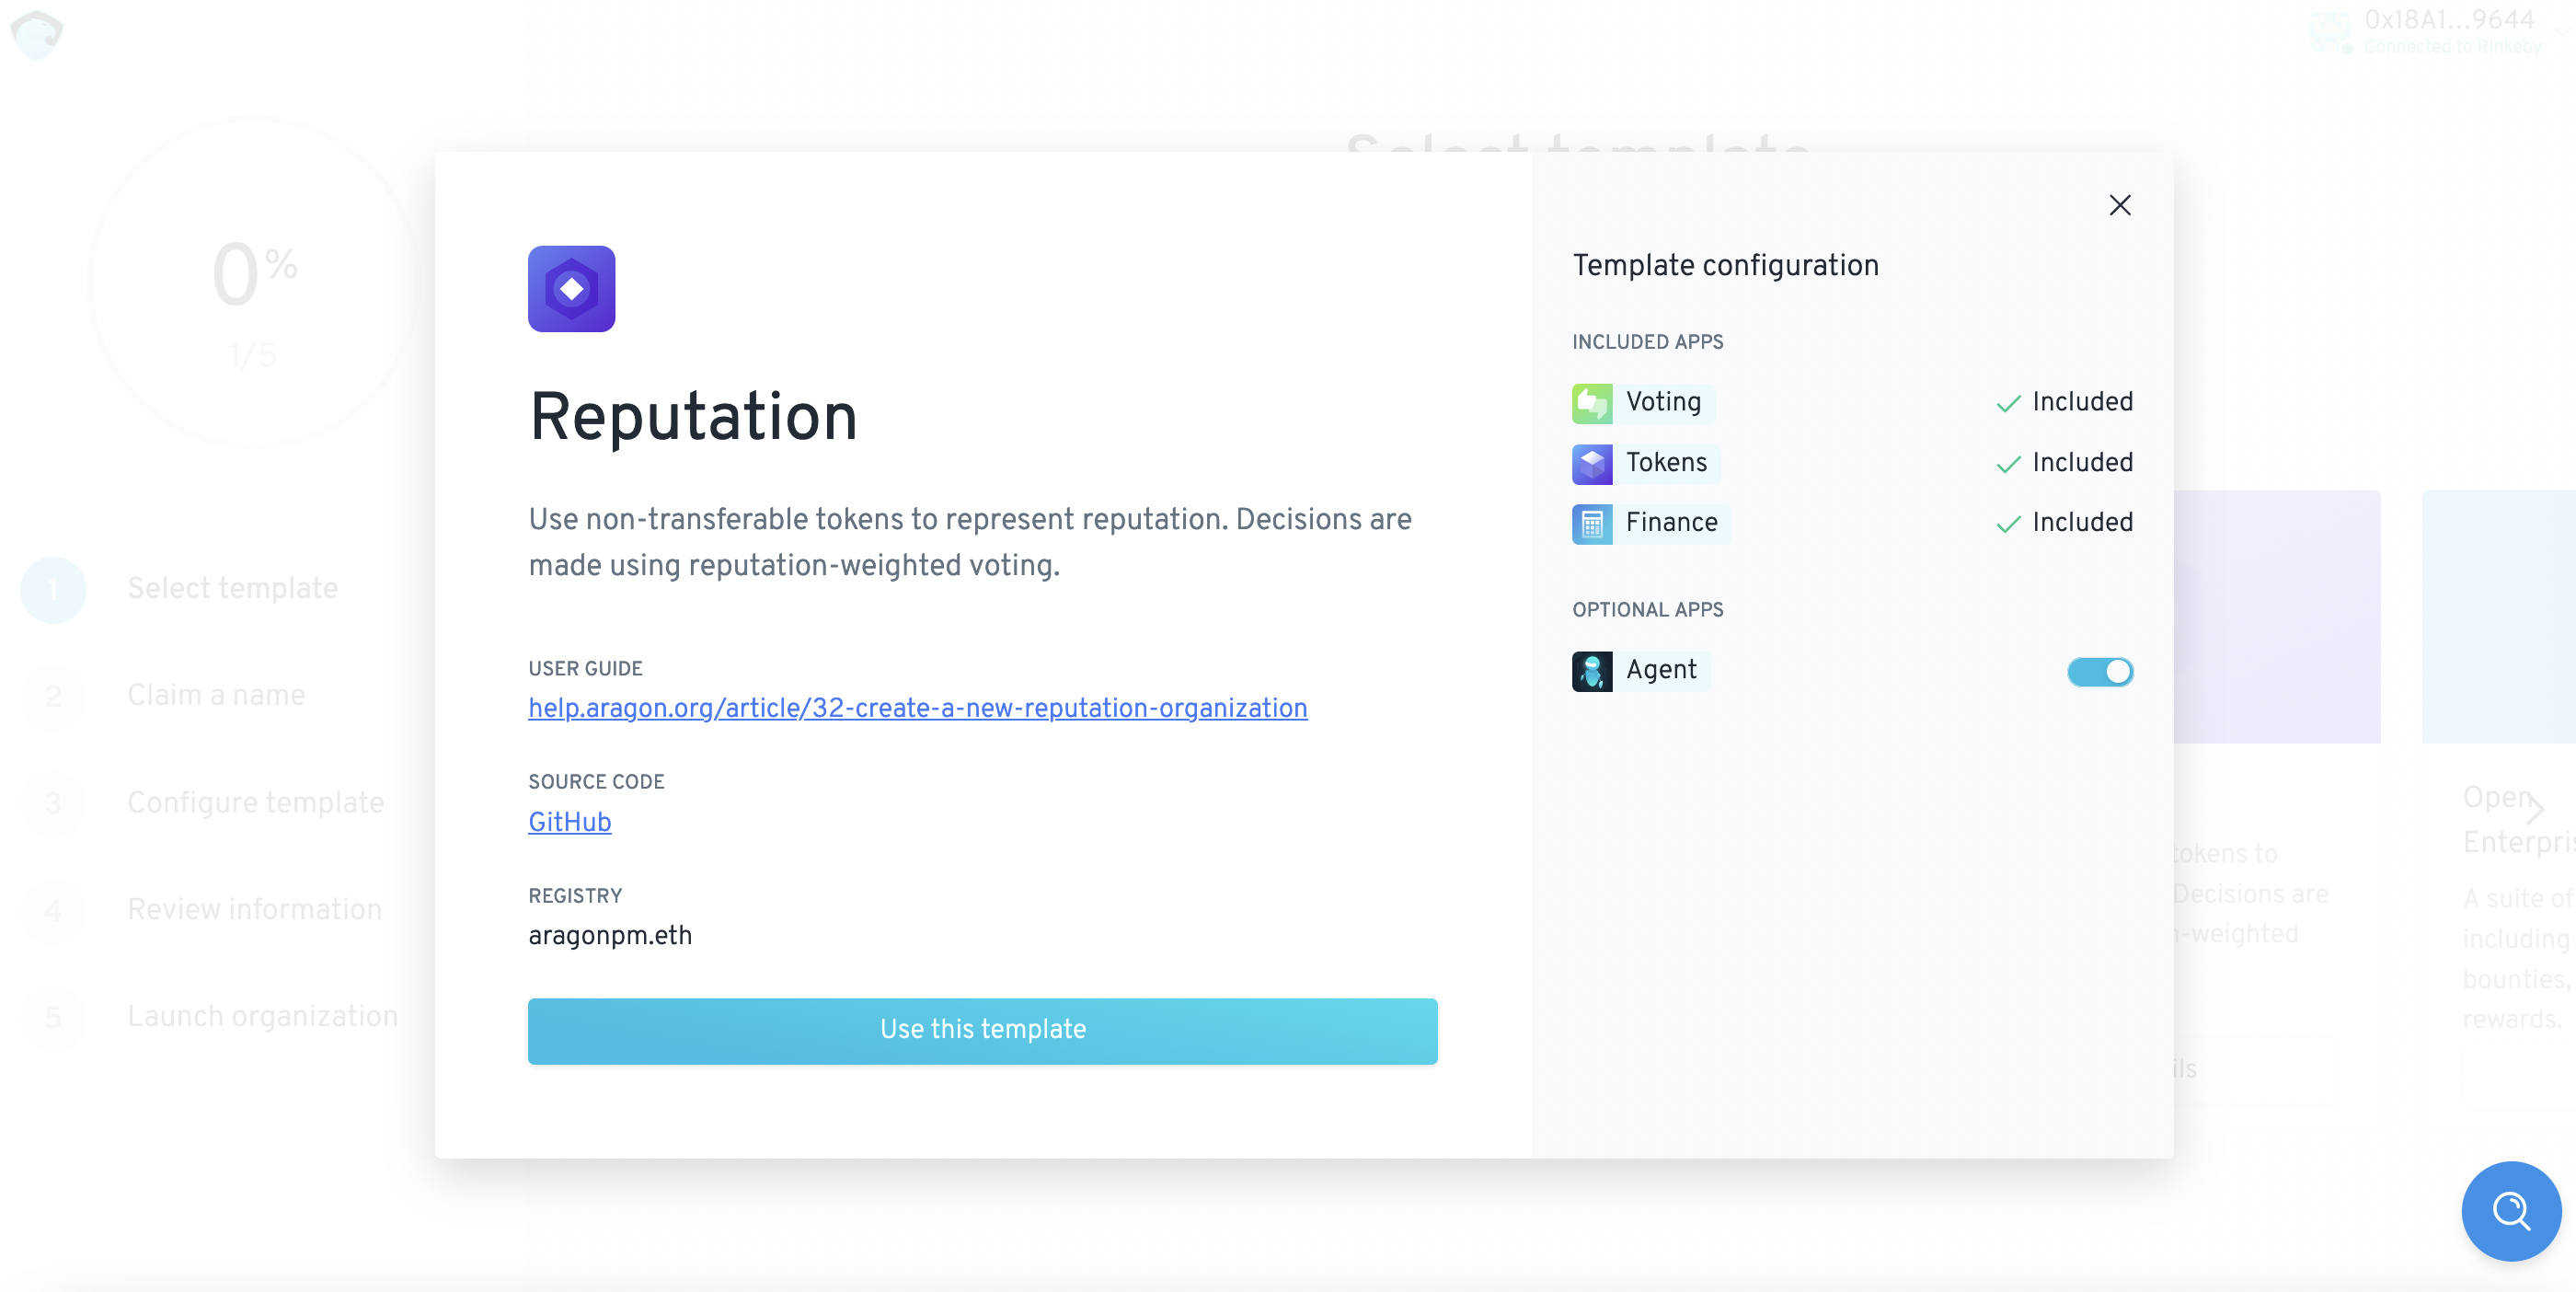 0x18A1...9644
Connected to Rinkeby
Select template
0%
1/5
1 Select template
2 Claim a name
3 Configure template
4 Review information
5 Launch organization
Reputation
Use non-transferable tokens to represent reputation. Decisions are
made using reputation-weighted voting.
USER GUIDE
help.aragon.org/article/32-create-a-new-reputation-organization
SOURCE CODE
GitHub
REGISTRY
aragonpm.eth
Use this template
Template configuration
INCLUDED APPS
Voting Included
Tokens Included
Finance Included
OPTIONAL APPS
Agent
tokens to
Decisions are
-weighted
ils
Open
Enterpris
A suite of
including
bounties,
rewards.